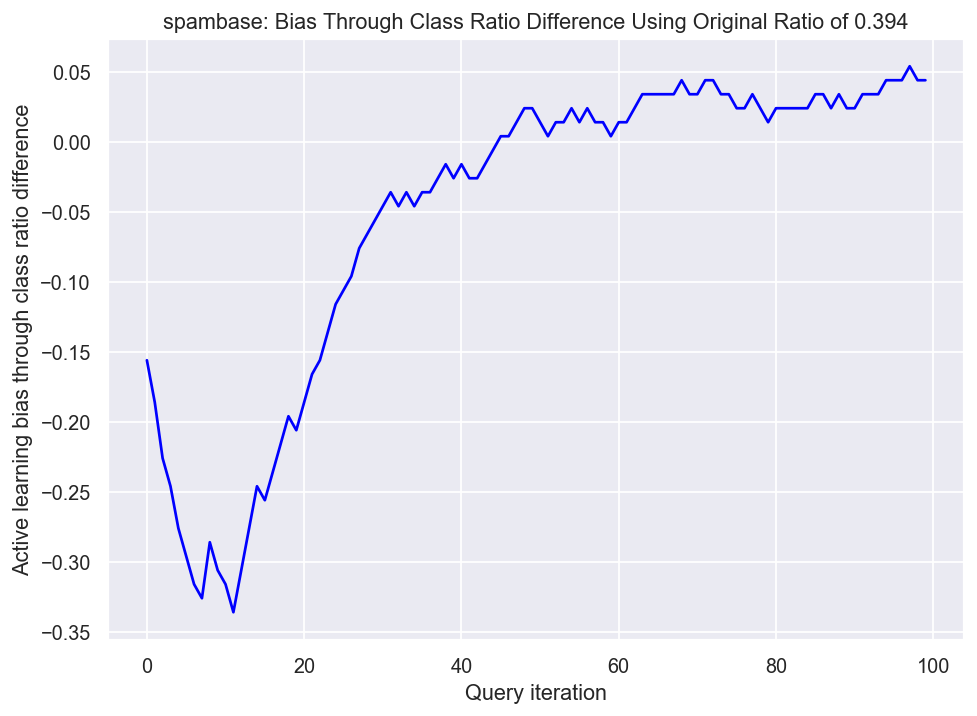 spambase: Bias Through Class Ratio Difference Using Original Ratio of 0.394
Active learning bias through class ratio difference
0.05
0.00
−0.05
−0.10
−0.15
−0.20
−0.25
−0.30
−0.35
0 20 40 60 80 100
Query iteration